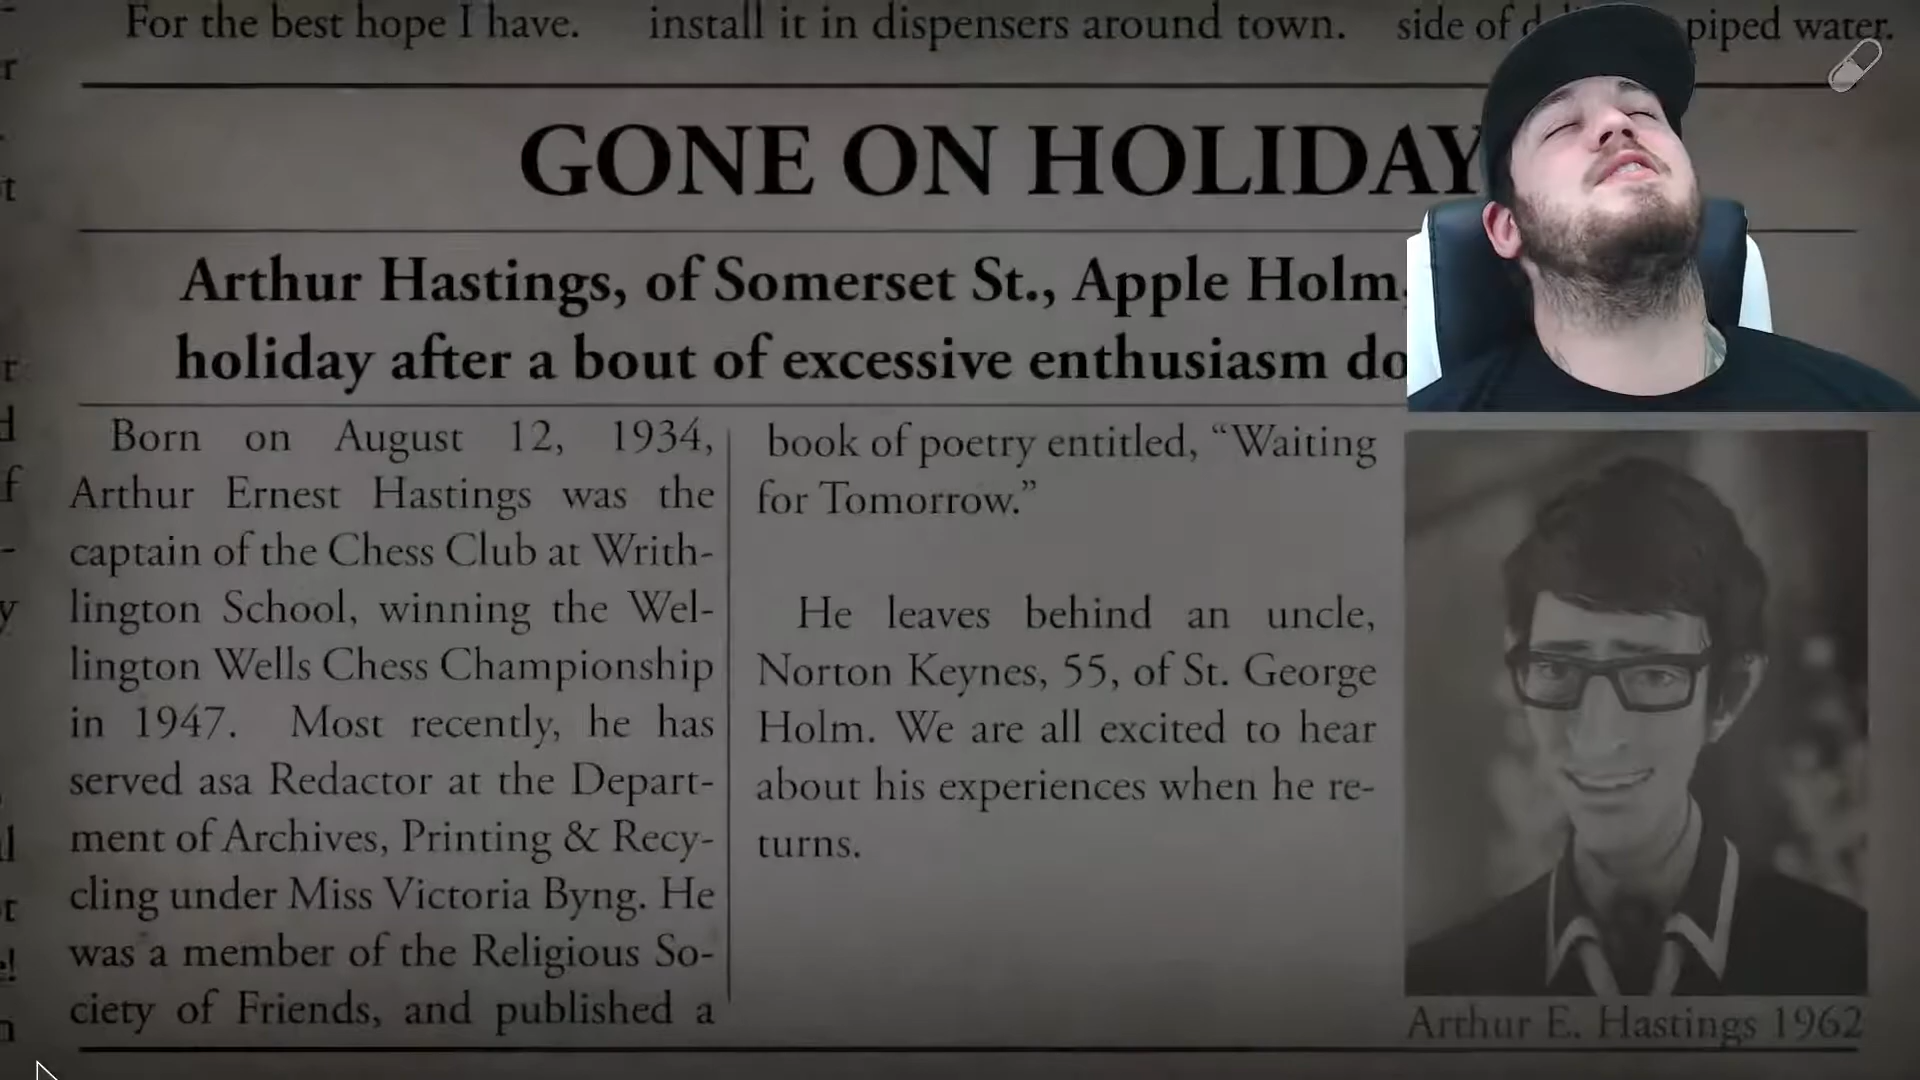 For the best hope I have.
install it in dispensers around town.
side of piped water.
GONE ON HOLIDAY
Arthur Hastings, of Somerset St., Apple Holm,
holiday after a bout of excessive enthusiasm
Born on August 12, 1934,
Arthur Ernest Hastings was the
captain of the Chess Club at Writh-
lington School, winning the Wel-
lington Wells Chess Championship
in 1947. Most recently, he has
served asa Redactor at the Depart-
ment of Archives, Printing & Recy-
cling under Miss Victoria Byng. He
was a member of the Religious So-
ciety of Friends, and published a
book of poetry entitled, “Waiting
for Tomorrow.”
He leaves behind an uncle,
Norton Keynes, 55, of St. George
Holm. We are all excited to hear
about his experiences when he re-
turns.
Arthur E. Hastings 1962